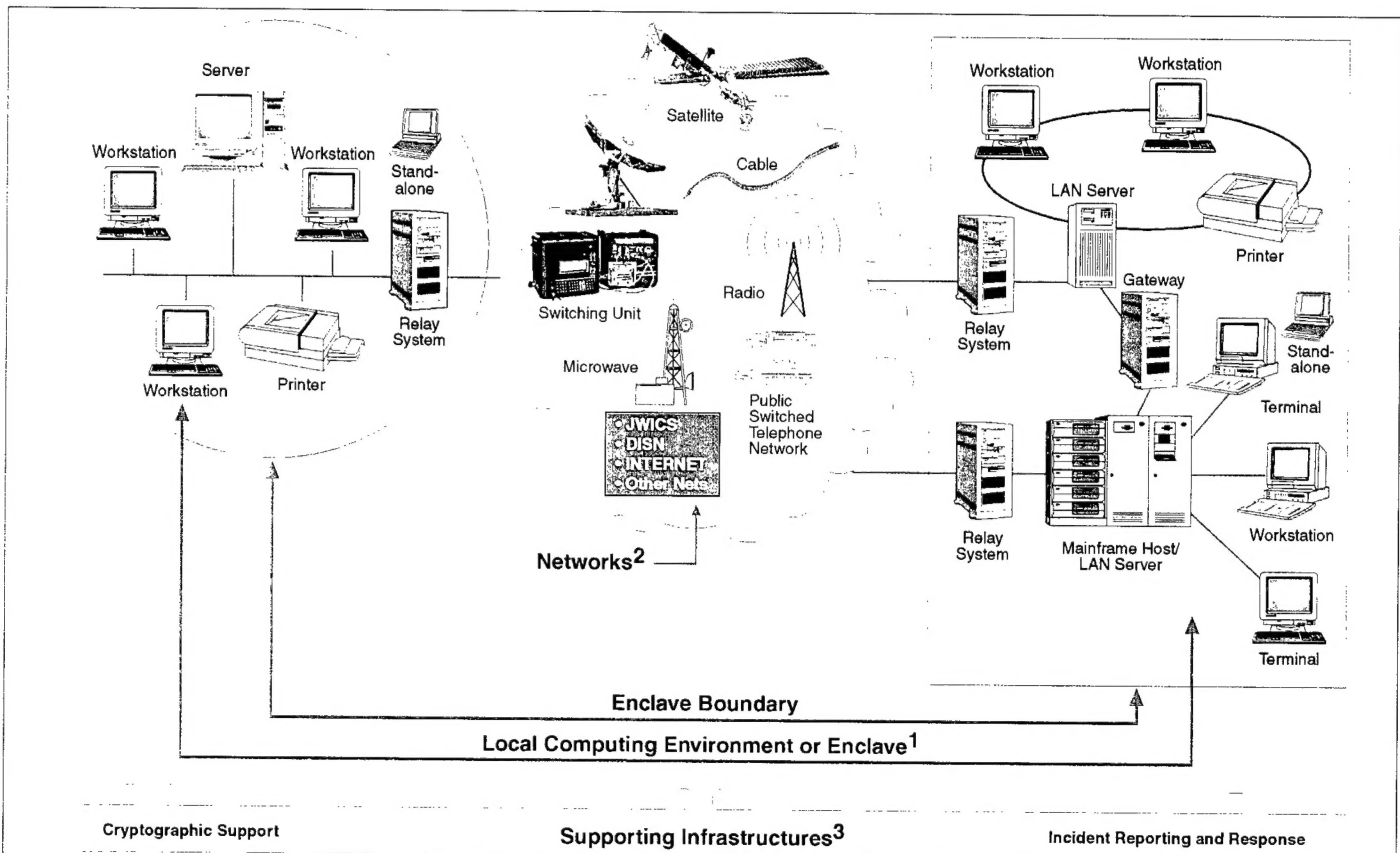 Server
Workstation
Workstation
Stand-
alone
Relay
System
Workstation
Printer
Satellite
Cable
Switching Unit
Radio
Microwave
Public
Switched
Telephone
Network
• JWICS
• DISN
• INTERNET
• Other Nets
Networks2
Workstation
Workstation
LAN Server
Printer
Relay
System
Gateway
Stand-
alone
Terminal
Relay
System
Mainframe Host/
LAN Server
Workstation
Terminal
Enclave Boundary
Local Computing Environment or Enclave1
Cryptographic Support
Supporting Infrastructures3
Incident Reporting and Response